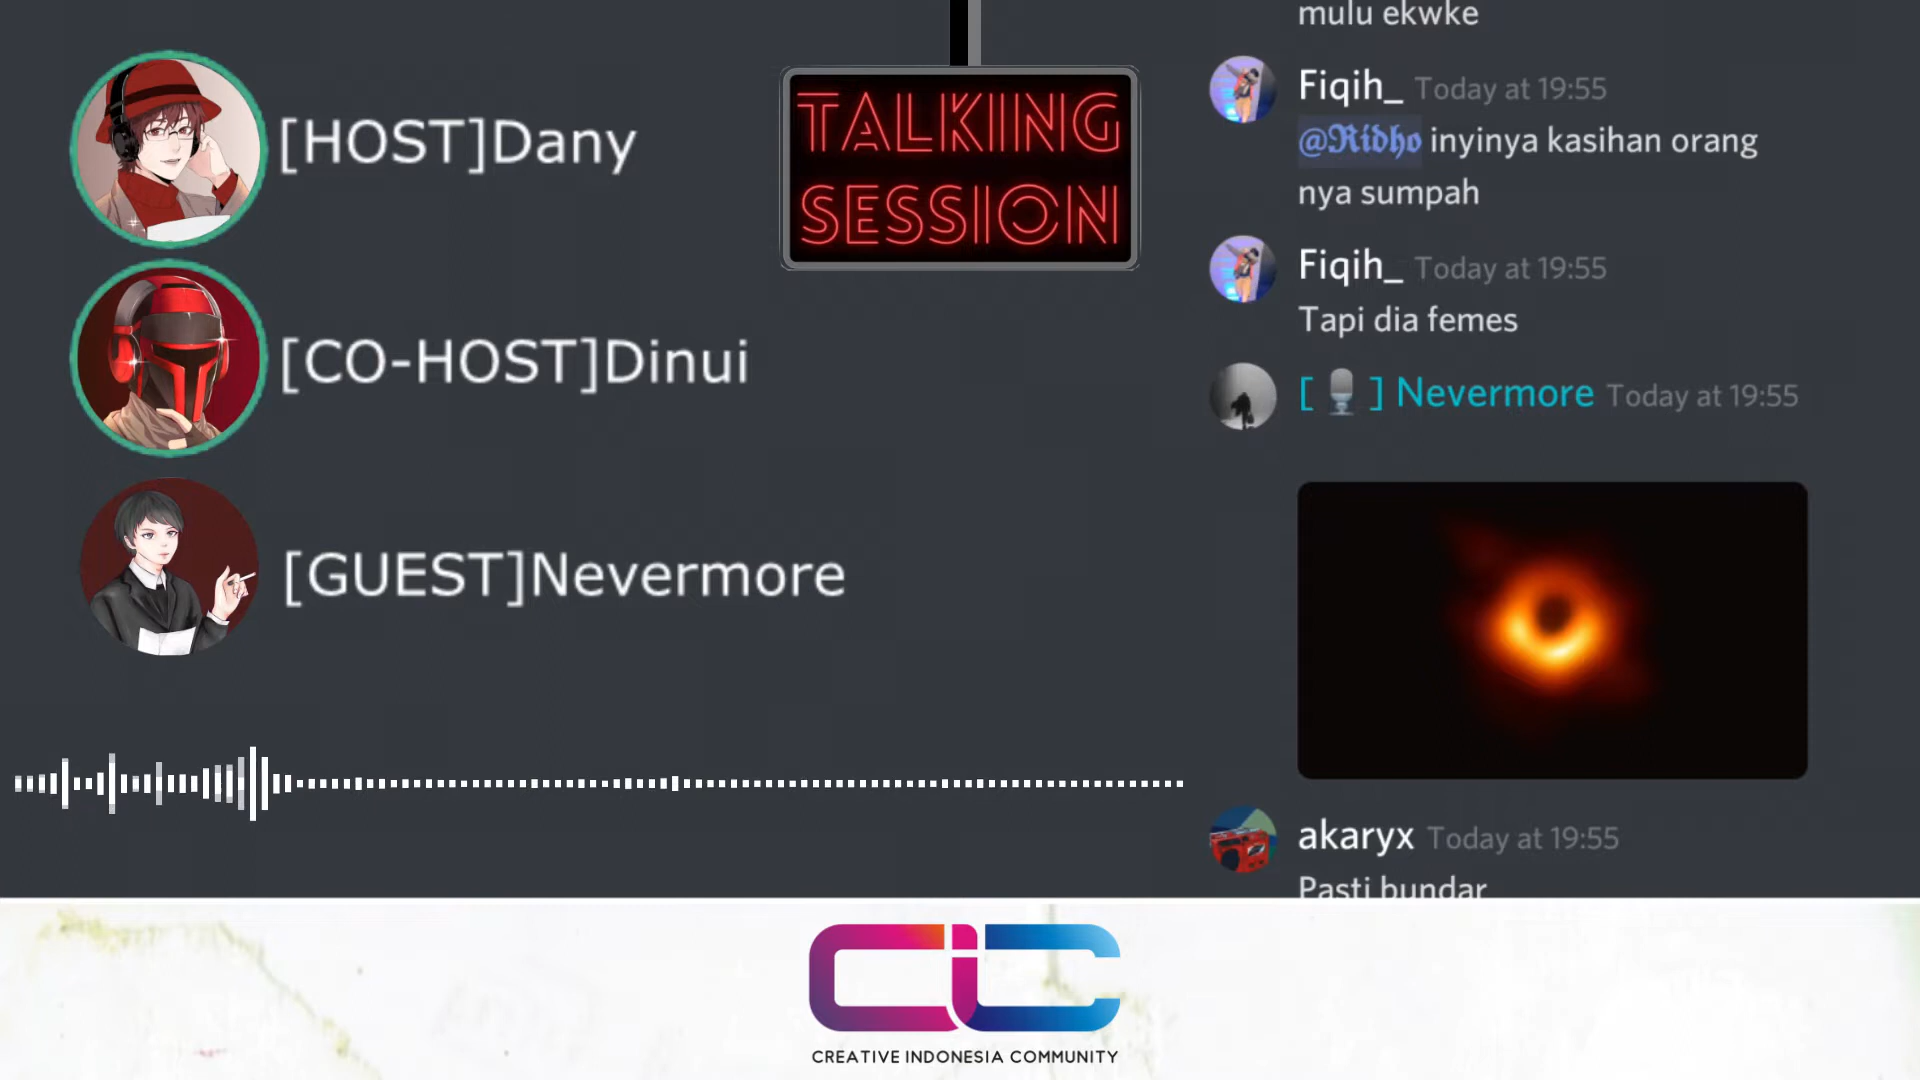 [HOST]Dany
[CO-HOST]Dinui
[GUEST]Nevermore
TALKING
SESSION
mulu ekwke
Fiqih_ Today at 19:55
@Ridho inyinya kasihan orang
nya sumpah
Fiqih_ Today at 19:55
Tapi dia femes
[ 🎙️ ] Nevermore Today at 19:55
akaryx Today at 19:55
Pasti bundar
CIC
CREATIVE INDONESIA COMMUNITY